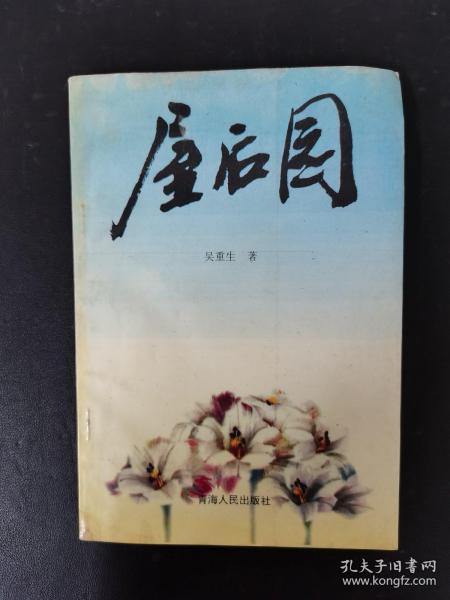 屋后园
吴重生 著
青海人民出版社
孔夫子旧书网
www.kongfz.com